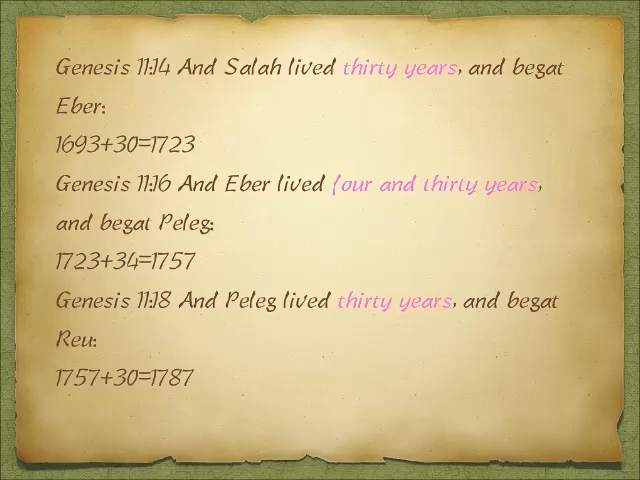 Genesis 11:14 And Salah lived thirty years, and begat
Eber:
1693+30=1723
Genesis 11:16 And Eber lived four and thirty years,
and begat Peleg:
1723+34=1757
Genesis 11:18 And Peleg lived thirty years, and begat
Reu:
1757+30=1787